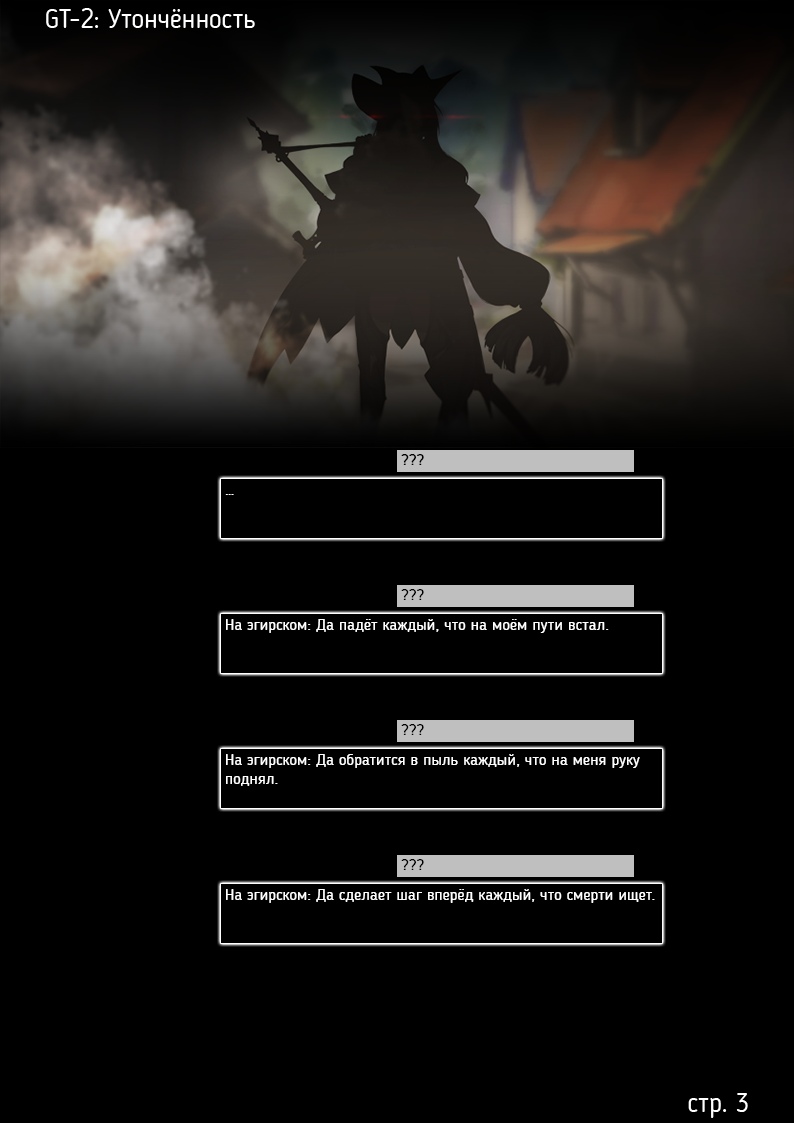 GT-2: Утончённость
???
...
???
На эгирском: Да падёт каждый, что на моём пути встал.
???
На эгирском: Да обратится в пыль каждый, что на меня руку
поднял.
???
На эгирском: Да сделает шаг вперёд каждый, что смерти ищет.
стр. 3